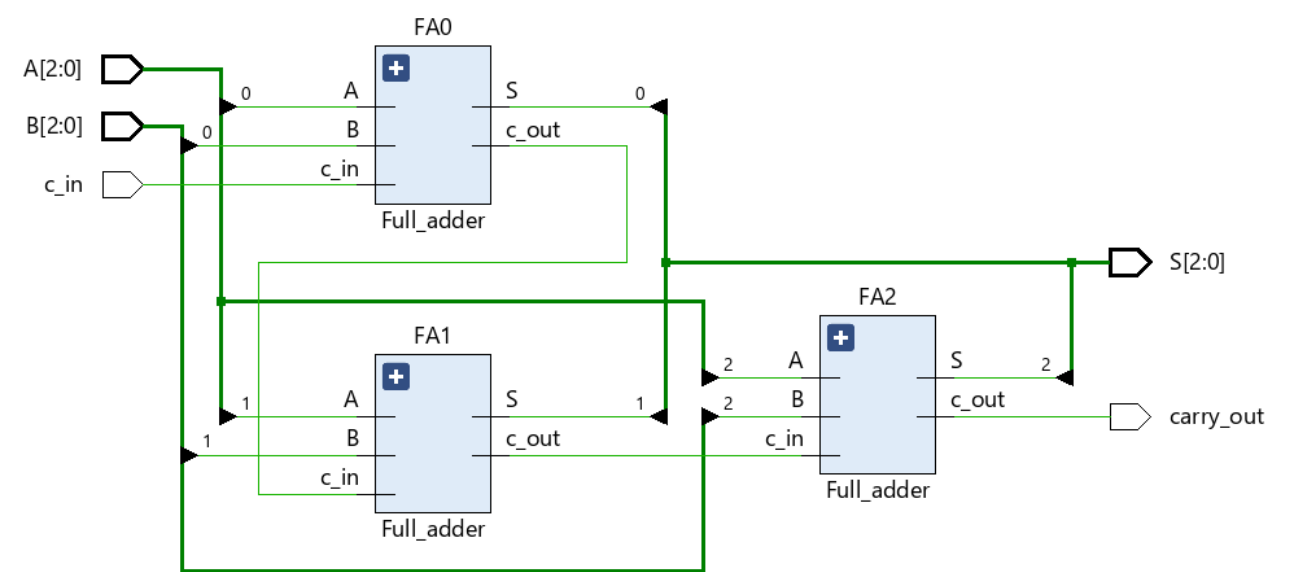 FA0
A[2:0]
0 A S 0
B[2:0]
0 B c_out
c_in c_in
Full_adder
S[2:0]
FA2
FA1
2 A S 2
1 A S 1
2 B c_out
carry_out
1 B c_out
c_in
c_in
Full_adder
Full_adder